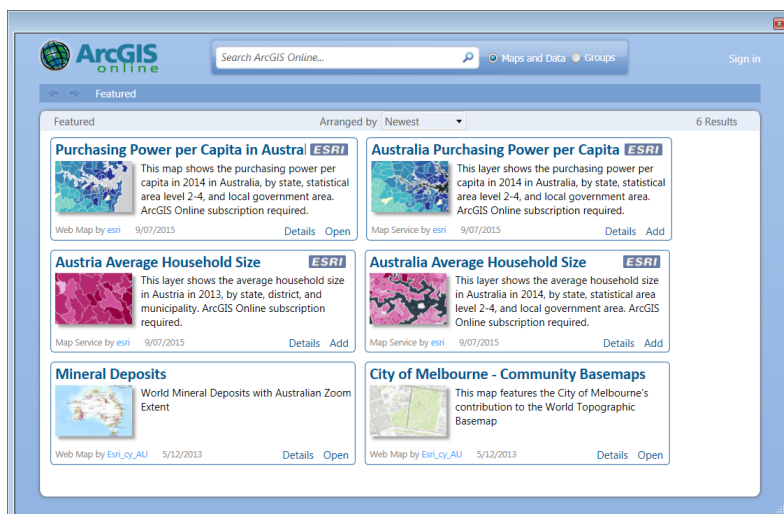 ArcGIS
online
Search ArcGIS Online...
Maps and Data
Groups
Sign in
Featured
Featured
Arranged by Newest
6 Results
Purchasing Power per Capita in Austral
ESRI
This map shows the purchasing power per
capita in 2014 in Australia, by state, statistical
area level 2-4, and local government area.
ArcGIS Online subscription required.
Web Map by esri 9/07/2015
Details Open
Australia Purchasing Power per Capita
ESRI
This layer shows the purchasing power per
capita in 2014 in Australia, by state, statistical
area level 2-4, and local government area.
ArcGIS Online subscription required.
Map Service by esri 9/07/2015
Details Add
Austria Average Household Size
ESRI
This layer shows the average household size
in Austria in 2013, by state, district, and
municipality. ArcGIS Online subscription
required.
Map Service by esri 9/07/2015
Details Add
Australia Average Household Size
ESRI
This layer shows the average household size
in Australia in 2014, by state, statistical area
level 2-4, and local government area. ArcGIS
Online subscription required.
Map Service by esri 9/07/2015
Details Add
Mineral Deposits
World Mineral Deposits with Australian Zoom
Extent
Web Map by Esri_cy_AU 5/12/2013
Details Open
City of Melbourne - Community Basemaps
This map features the City of Melbourne's
contribution to the World Topographic
Basemap
Web Map by Esri_cy_AU 5/12/2013
Details Open